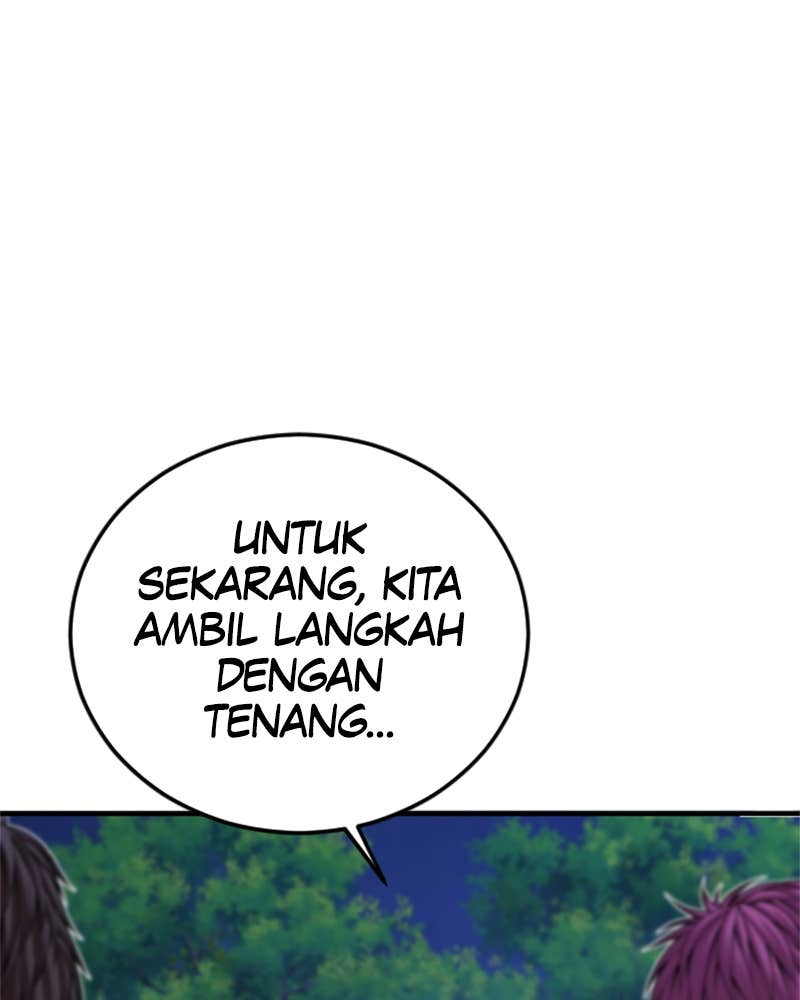 UNTUK
SEKARANG, KITA
AMBIL LANGKAH
DENGAN
TENANG...